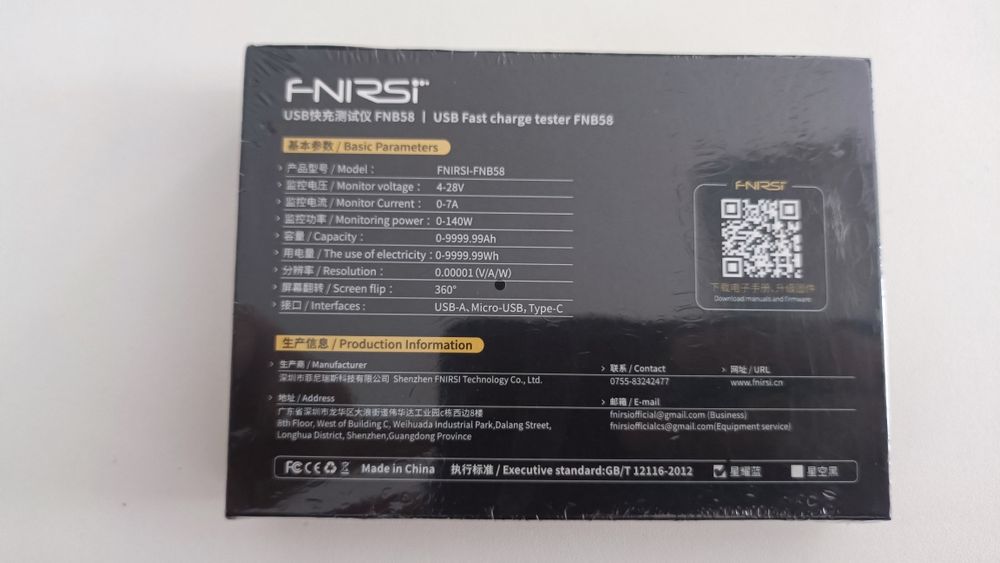 FNIRSI
USB快充测试仪 FNB58 | USB Fast charge tester FNB58
基本参数 / Basic Parameters
产品型号 / Model : FNIRSI-FNB58
监控电压 / Monitor voltage : 4-28V
监控电流 / Monitor Current : 0-7A
监控功率 / Monitoring power : 0-140W
容量 / Capacity : 0-9999.99Ah
用电量 / The use of electricity : 0-9999.99Wh
分辨率 / Resolution : 0.00001 (V/A/W)
屏幕翻转 / Screen flip : 360°
接口 / Interfaces : USB-A、Micro-USB, Type-C
FNIRSI
下载电子手册、升级固件
Download manuals and firmware
生产信息 / Production Information
生产商 / Manufacturer
深圳市菲尼瑞斯科技有限公司 Shenzhen FNIRSI Technology Co., Ltd.
联系 / Contact
0755-83242477
网址 / URL
www.fnirsi.cn
地址 / Address
广东省深圳市龙华区大浪街道伟华达工业园c栋西边8楼
8th Floor, West of Building C, Weihuada Industrial Park,Dalang Street,
Longhua District, Shenzhen,Guangdong Province
邮箱 / E-mail
fnirsiofficial@gmail.com (Business)
fnirsiofficialcs@gmail.com(Equipment service)
FC CE Made in China 执行标准 / Executive standard:GB/T 12116-2012 星耀蓝 星空黑